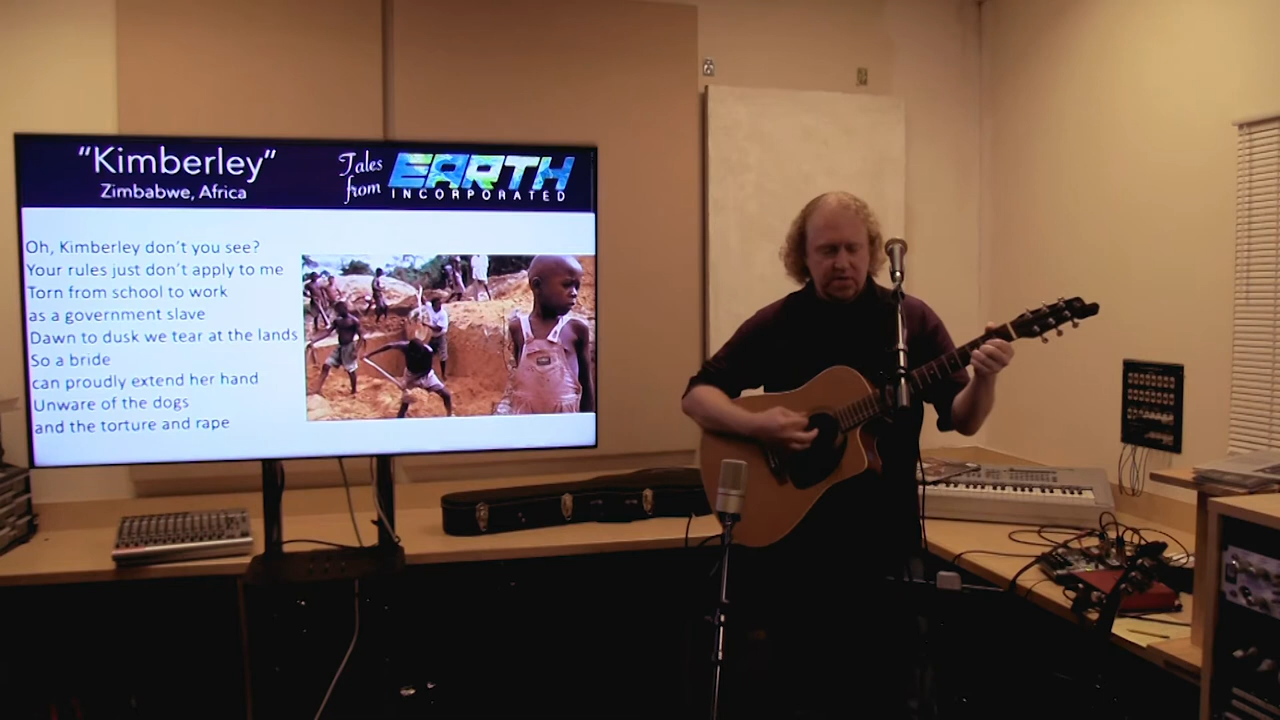 "Kimberley"
Zimbabwe, Africa
Tales
from
EARTH
INCORPORATED
Oh, Kimberley don't you see?
Your rules just don't apply to me
Torn from school to work
as a government slave
Dawn to dusk we tear at the lands
So a bride
can proudly extend her hand
Unware of the dogs
and the torture and rape